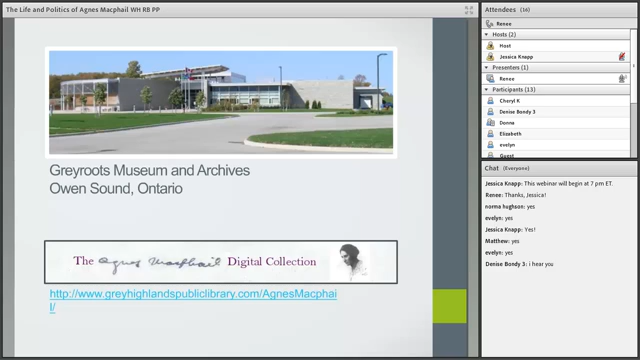 The Life and Politics of Agnes Macphail WH RB PP
Greyroots Museum and Archives
Owen Sound, Ontario
The Agnes Macphail Digital Collection
http://www.greyhighlandspubliclibrary.com/AgnesMacphai
l/
Attendees (16)
Renee
Hosts (2)
Host
Jessica Knapp
Presenters (1)
Renee
Participants (13)
Cheryl K
Denise Bondy 3
Donna
Elizabeth
evelyn
Guest
Chat (Everyone)
Jessica Knapp: This webinar will begin at 7 pm ET.
Renee: Thanks, Jessica!
norma hughson: yes
evelyn: yes
Jessica Knapp: Yes!
Matthew: yes
evelyn: yes
Denise Bondy 3: i hear you